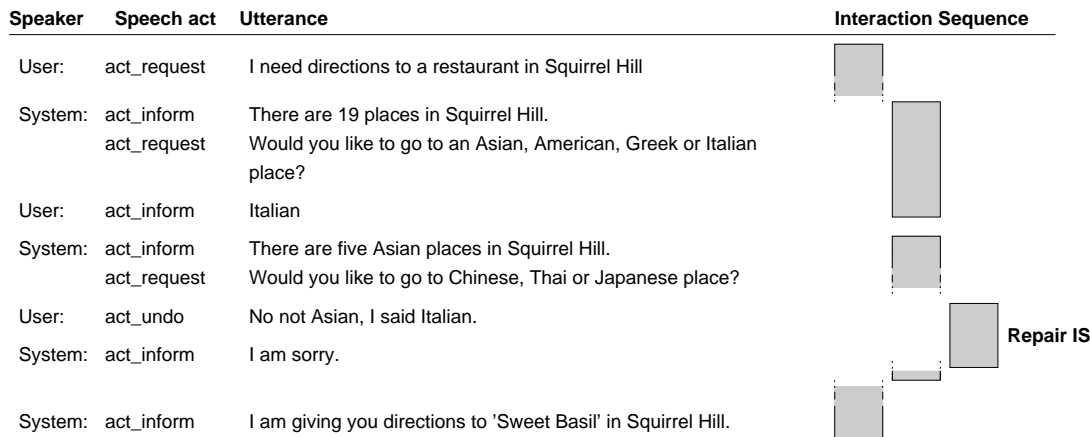 Speaker Speech act Utterance Interaction Sequence
User: act_request I need directions to a restaurant in Squirrel Hill
System: act_inform There are 19 places in Squirrel Hill.
act_request Would you like to go to an Asian, American, Greek or Italian
place?
User: act_inform Italian
System: act_inform There are five Asian places in Squirrel Hill.
act_request Would you like to go to Chinese, Thai or Japanese place?
User: act_undo No not Asian, I said Italian.
Repair IS
System: act_inform I am sorry.
System: act_inform I am giving you directions to ’Sweet Basil’ in Squirrel Hill.